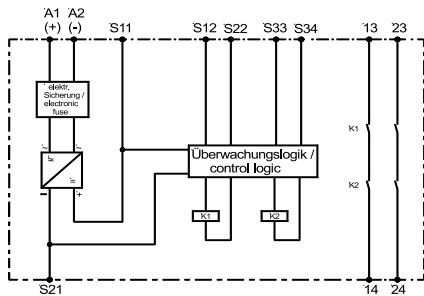 A1 A2 S11 S12 S22 S33 S34 13 23
(+) (-)
elektr.
Sicherung /
electronic
fuse
K1
Überwachungslogik /
control logic
~ ~
=
=
- +
K1 K2
K2
S21 14 24